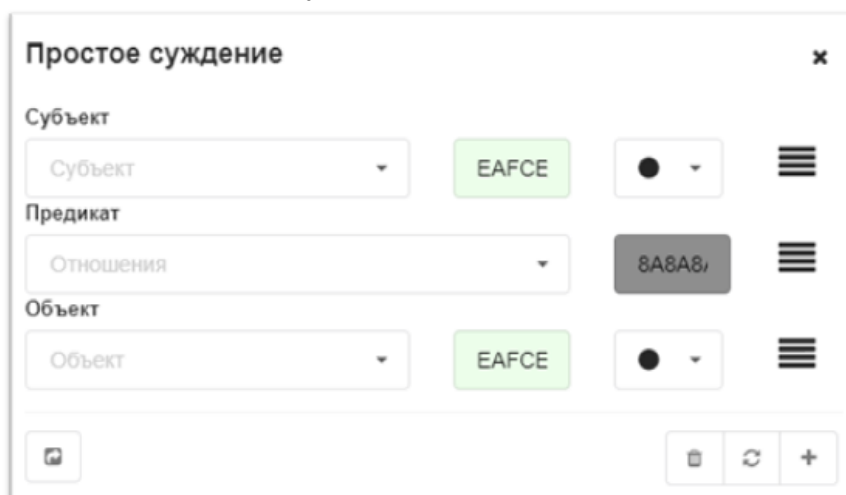 Простое суждение
Субъект
Субъект EAFCE
Предикат
Отношения 8A8A8
Объект
Объект EAFCE